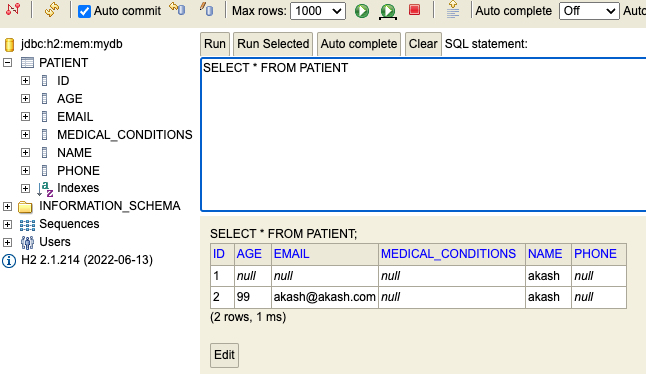 Auto commit Max rows: 1000 Auto complete Off Auto
jdbc:h2:mem:mydb
PATIENT
ID
AGE
EMAIL
MEDICAL_CONDITIONS
NAME
PHONE
Indexes
INFORMATION_SCHEMA
Sequences
Users
H2 2.1.214 (2022-06-13)
Run Run Selected Auto complete Clear SQL statement:
SELECT * FROM PATIENT
SELECT * FROM PATIENT;
ID AGE EMAIL MEDICAL_CONDITIONS NAME PHONE
1 null null null akash null
2 99 akash@akash.com null akash null
(2 rows, 1 ms)
Edit